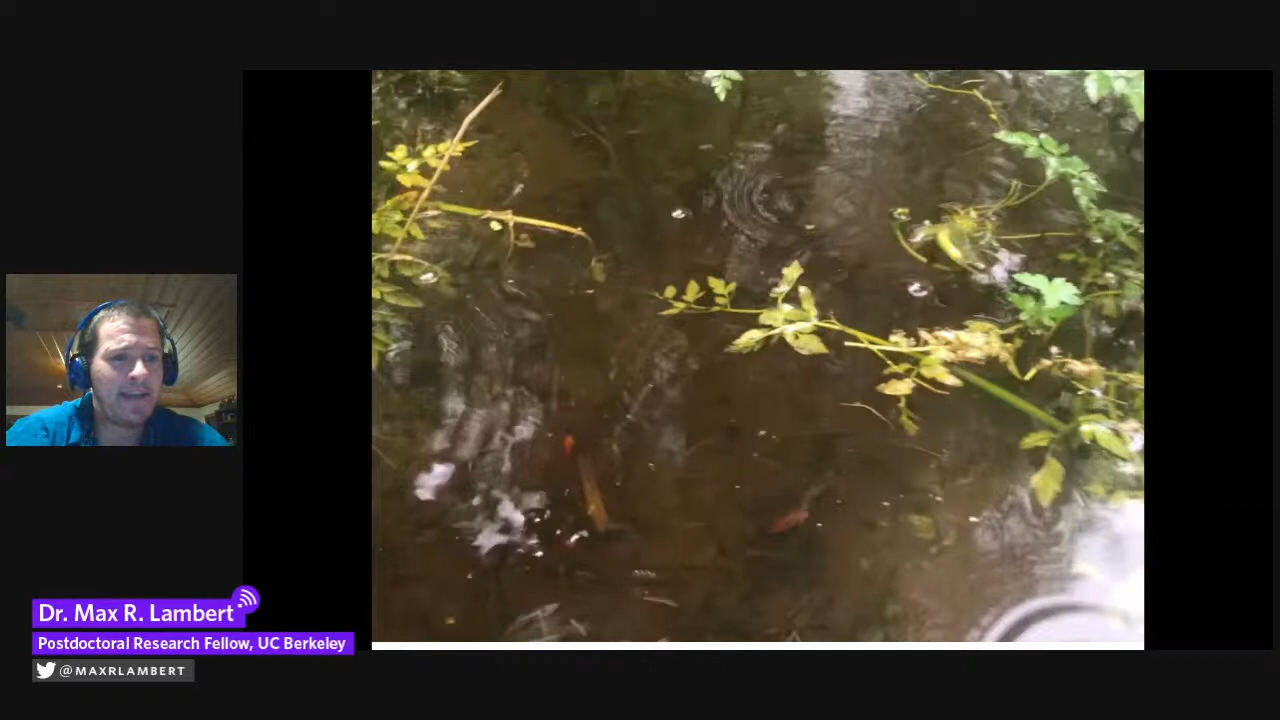 Dr. Max R. Lambert
Postdoctoral Research Fellow, UC Berkeley
@MAXRLAMBERT